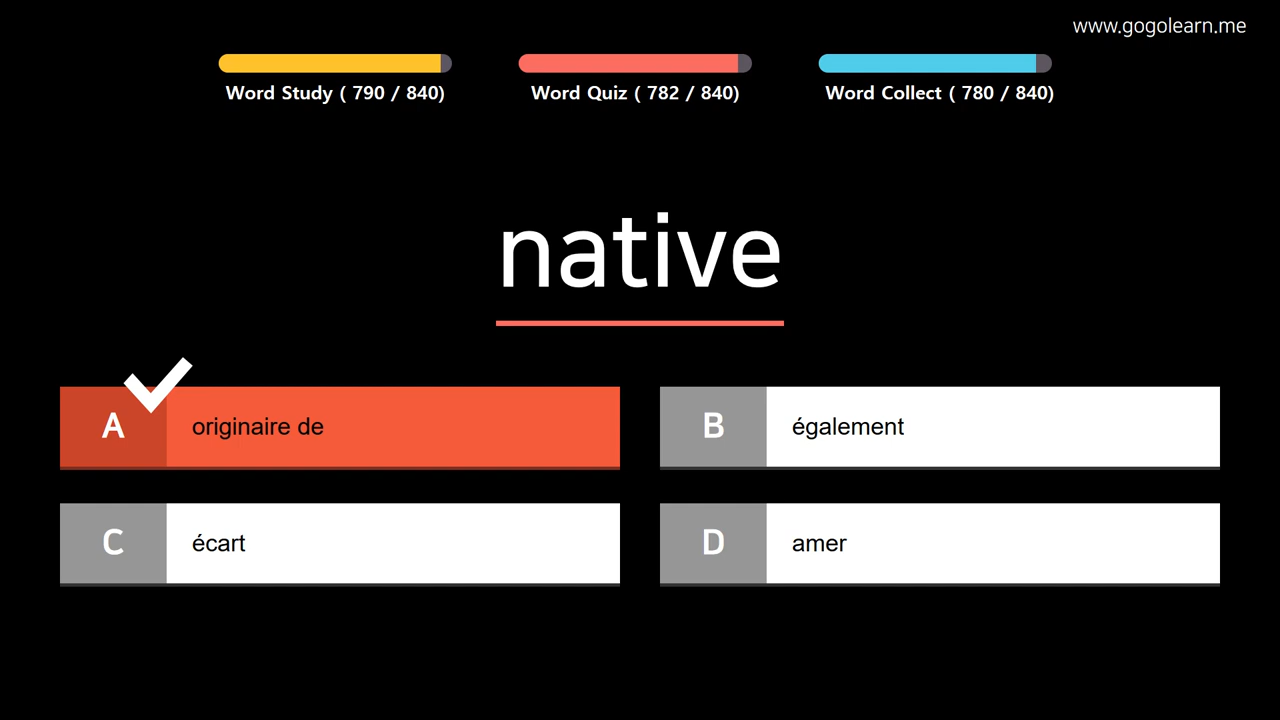 www.gogolearn.me
Word Study ( 790 / 840)
Word Quiz ( 782 / 840)
Word Collect ( 780 / 840)
native
A originaire de
B également
C écart
D amer